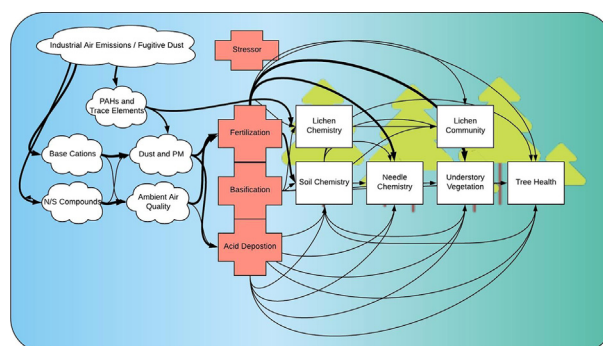 Industrial Air Emissions / Fugitive Dust
Stressor
PAHs and
Trace Elements
Lichen
Chemistry
Lichen
Community
Fertilization
Base Cations
Dust and PM
Basification
Soil Chemistry
Needle
Chemistry
Understory
Vegetation
Tree Health
N/S Compounds
Ambient Air
Quality
Acid Depostion